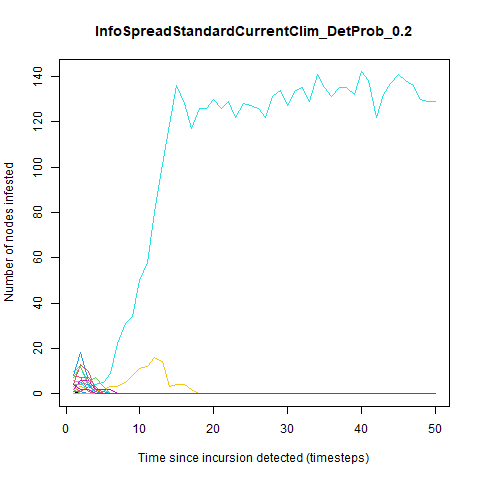 InfoSpreadStandardCurrentClim_DetProb_0.2
Number of nodes infested
140
120
100
80
60
40
20
0
0 10 20 30 40 50
Time since incursion detected (timesteps)